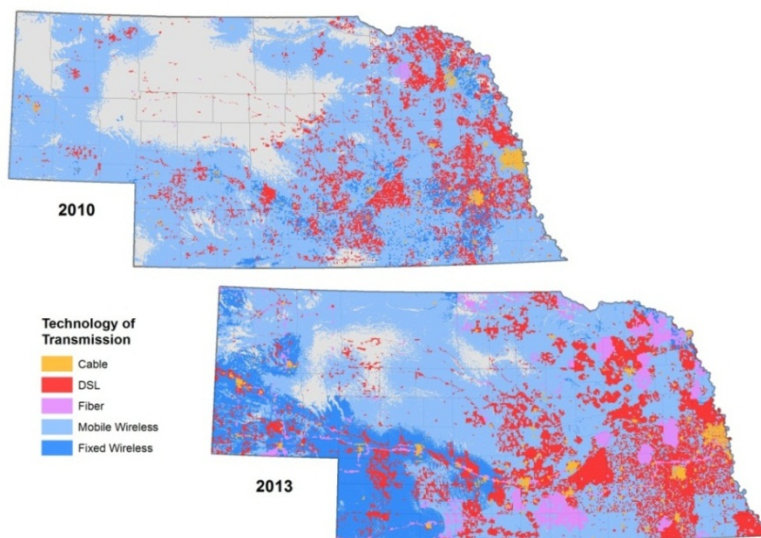 2010
Technology of
Transmission
Cable
DSL
Fiber
Mobile Wireless
Fixed Wireless
2013